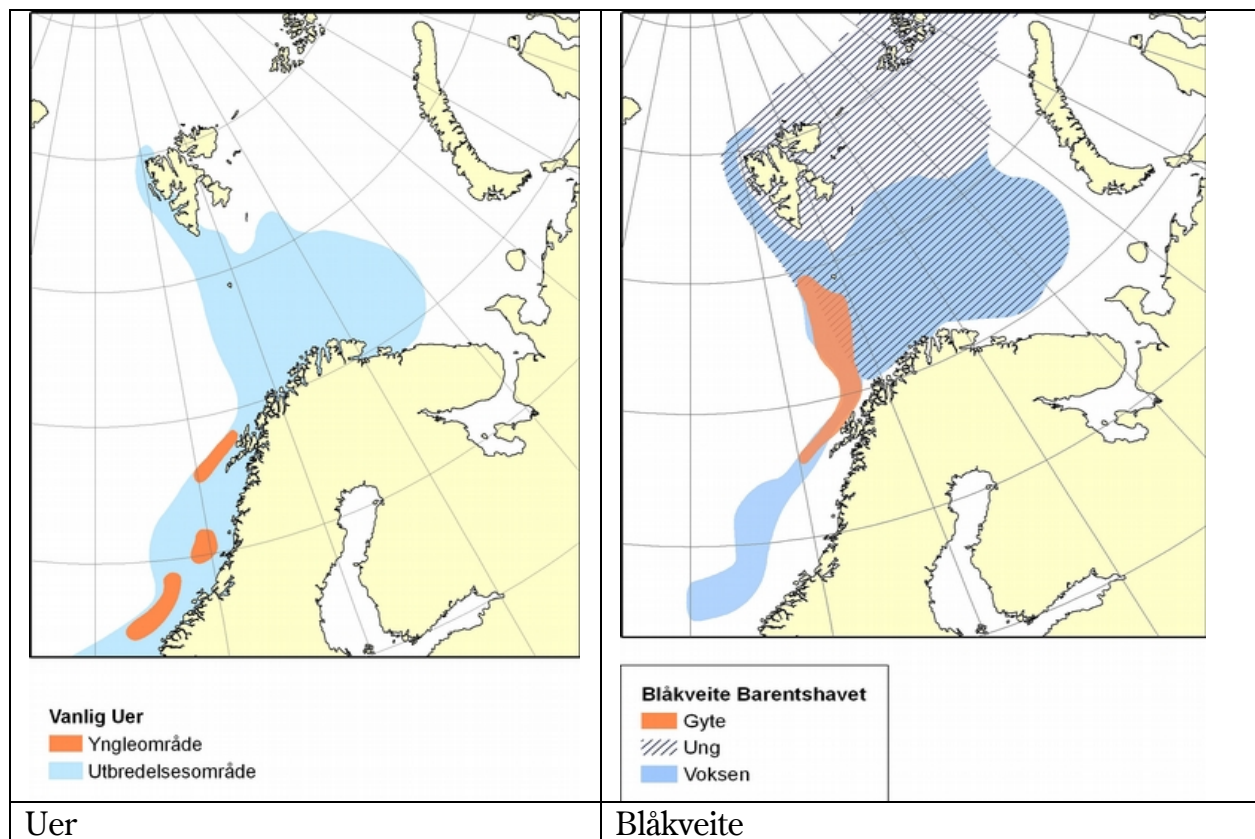 Vanlig Uer
Yngleområde
Utbredelsesområde
Blåkveite Barentshavet
Gyte
Ung
Voksen
Uer
Blåkveite